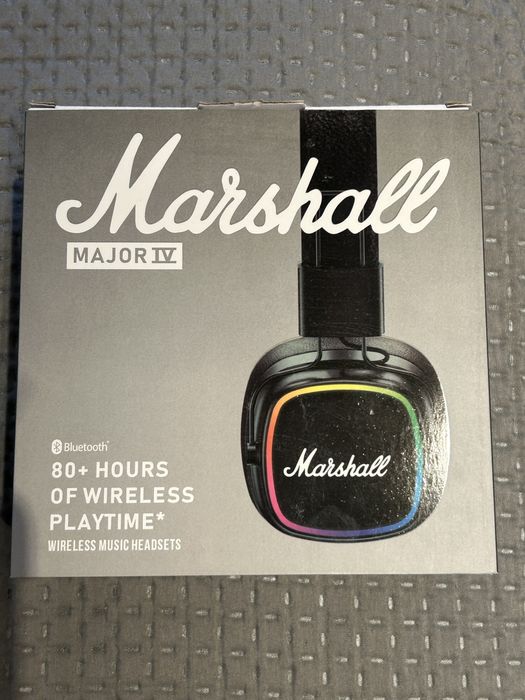 Marshall
MAJOR IV
Bluetooth®
80+ HOURS
OF WIRELESS
PLAYTIME*
WIRELESS MUSIC HEADSETS
Marshall